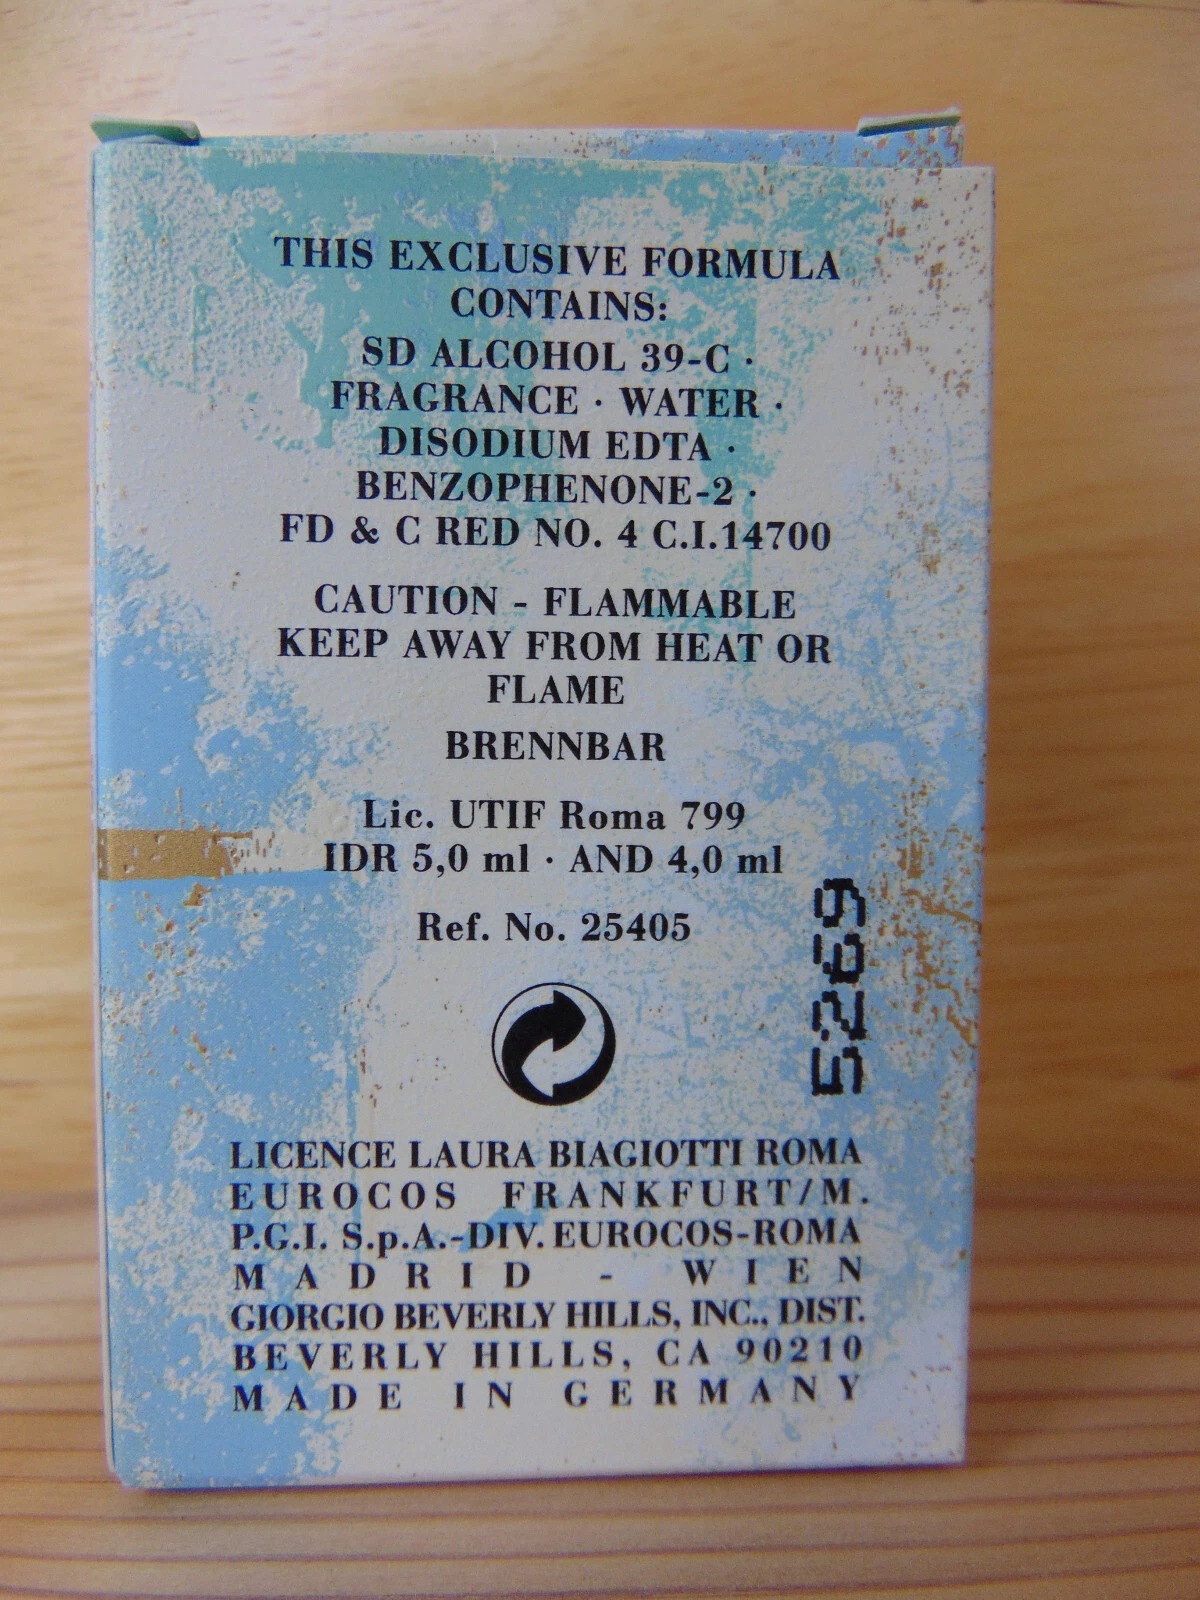 THIS EXCLUSIVE FORMULA
CONTAINS:
SD ALCOHOL 39-C ·
FRAGRANCE · WATER ·
DISODIUM EDTA ·
BENZOPHENONE-2 ·
FD & C RED NO. 4 C.I.14700
CAUTION - FLAMMABLE
KEEP AWAY FROM HEAT OR
FLAME
BRENNBAR
Lic. UTIF Roma 799
IDR 5,0 ml · AND 4,0 ml
Ref. No. 25405
5269
LICENCE LAURA BIAGIOTTI ROMA
EUROCOS FRANKFURT/M.
P.G.I. S.p.A.-DIV. EUROCOS-ROMA
MADRID - WIEN
GIORGIO BEVERLY HILLS, INC., DIST.
BEVERLY HILLS, CA 90210
MADE IN GERMANY